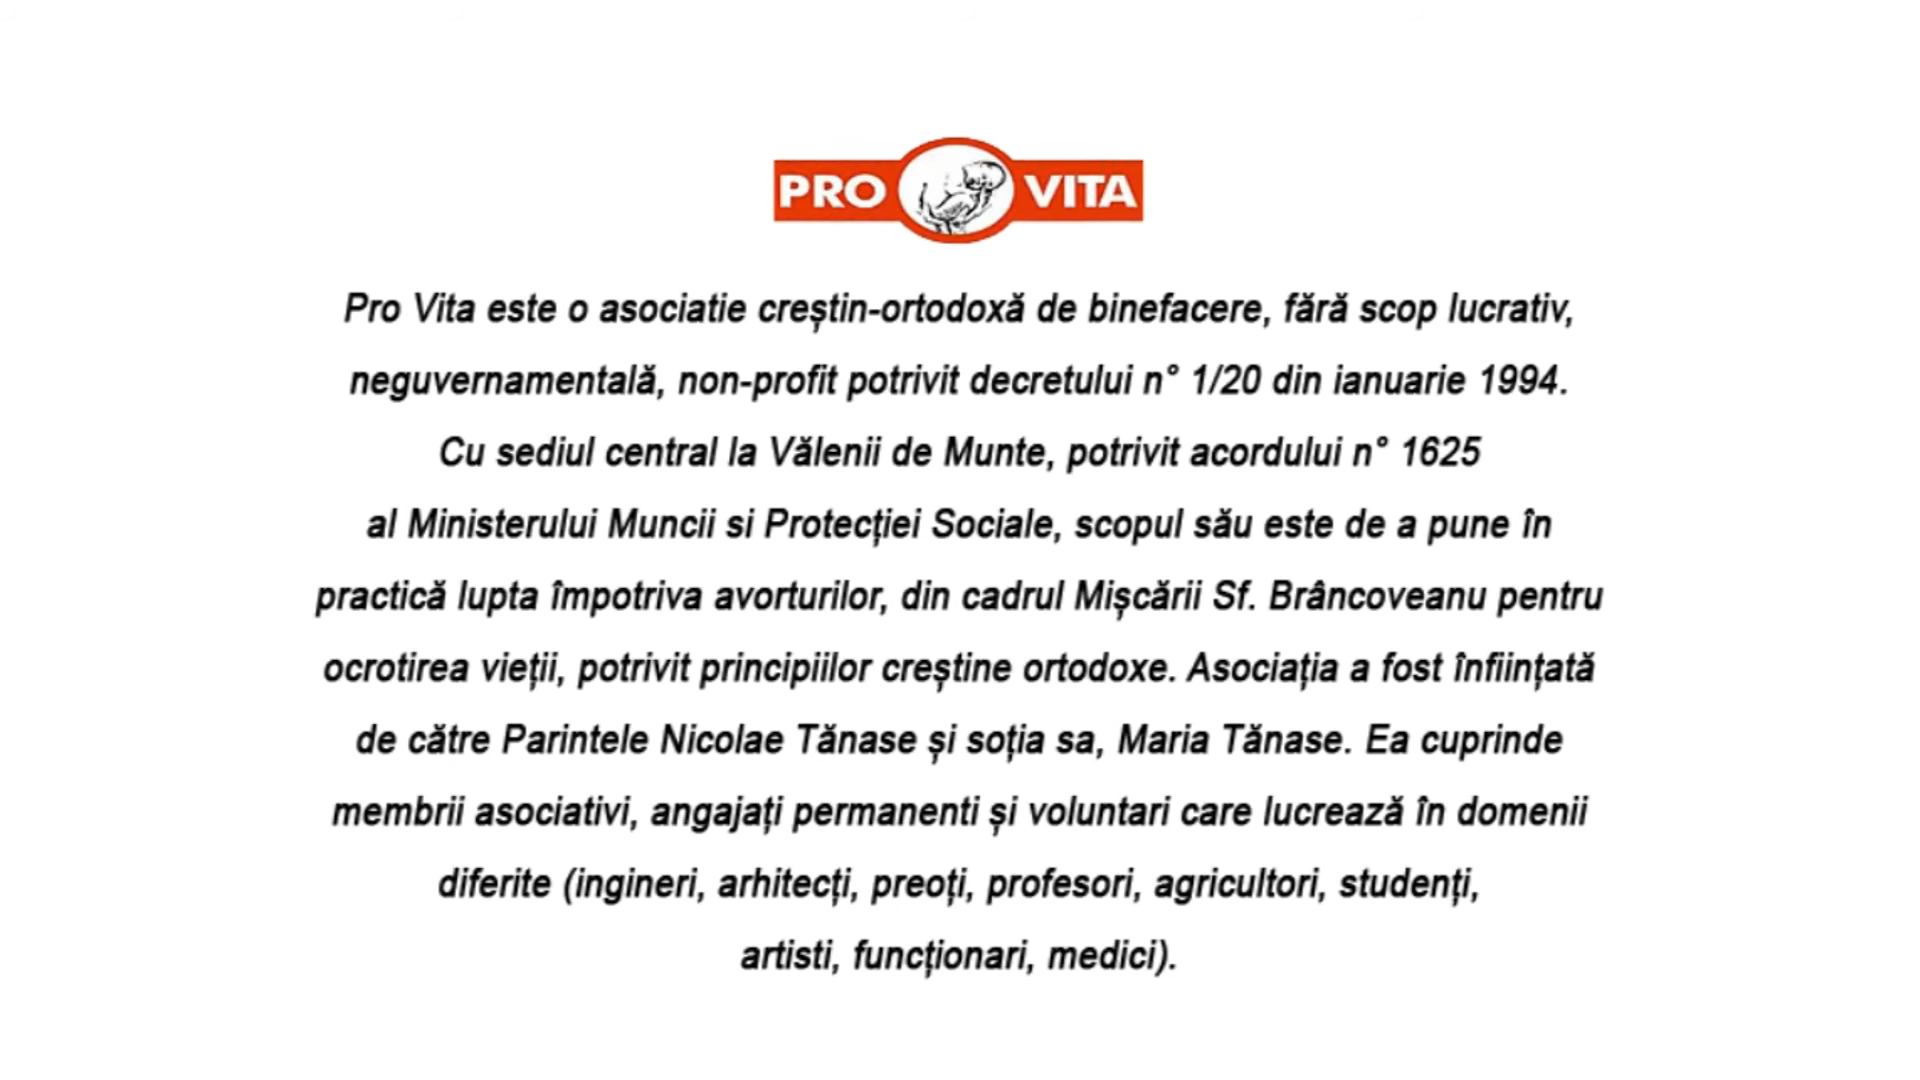 PRO VITA
Pro Vita este o asociatie creștin-ortodoxă de binefacere, fără scop lucrativ,
neguvernamentală, non-profit potrivit decretului n° 1/20 din ianuarie 1994.
Cu sediul central la Vălenii de Munte, potrivit acordului n° 1625
al Ministerului Muncii si Protecției Sociale, scopul său este de a pune în
practică lupta împotriva avorturilor, din cadrul Mișcării Sf. Brâncoveanu pentru
ocrotirea vieții, potrivit principiilor creștine ortodoxe. Asociația a fost înființată
de către Parintele Nicolae Tănase și soția sa, Maria Tănase. Ea cuprinde
membrii asociativi, angajați permanenti și voluntari care lucrează în domenii
diferite (ingineri, arhitecți, preoți, profesori, agricultori, studenți,
artisti, funcționari, medici).